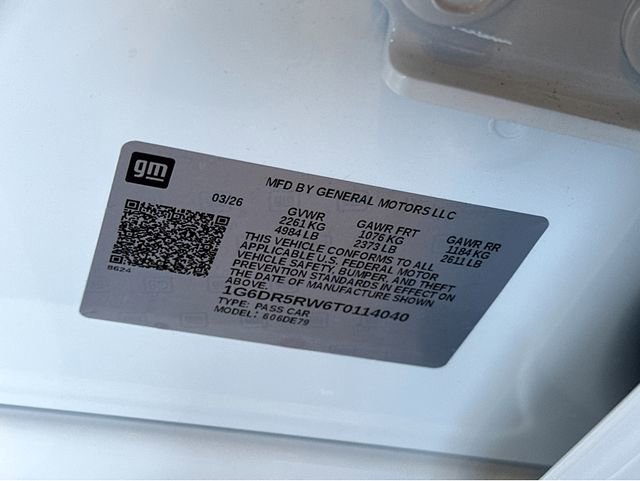 gm
MFD BY GENERAL MOTORS LLC
03/26
GVWR GAWR FRT GAWR RR
2261 KG 1076 KG 1184 KG
4984 LB 2373 LB 2611 LB
THIS VEHICLE CONFORMS TO ALL
APPLICABLE U.S. FEDERAL MOTOR
VEHICLE SAFETY, BUMPER, AND THEFT
PREVENTION STANDARDS IN EFFECT ON
THE DATE OF MANUFACTURE SHOWN
ABOVE.
8624
1G6DR5RW6T0114040
TYPE: PASS CAR
MODEL: 606DE79